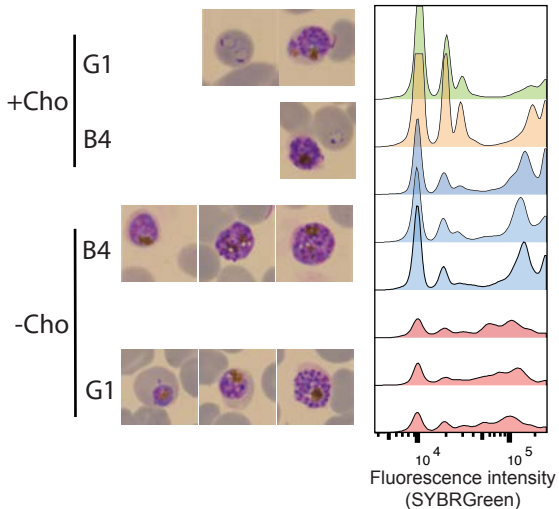 +Cho
G1
B4
-Cho
B4
G1
10^4
10^5
Fluorescence intensity
(SYBRGreen)